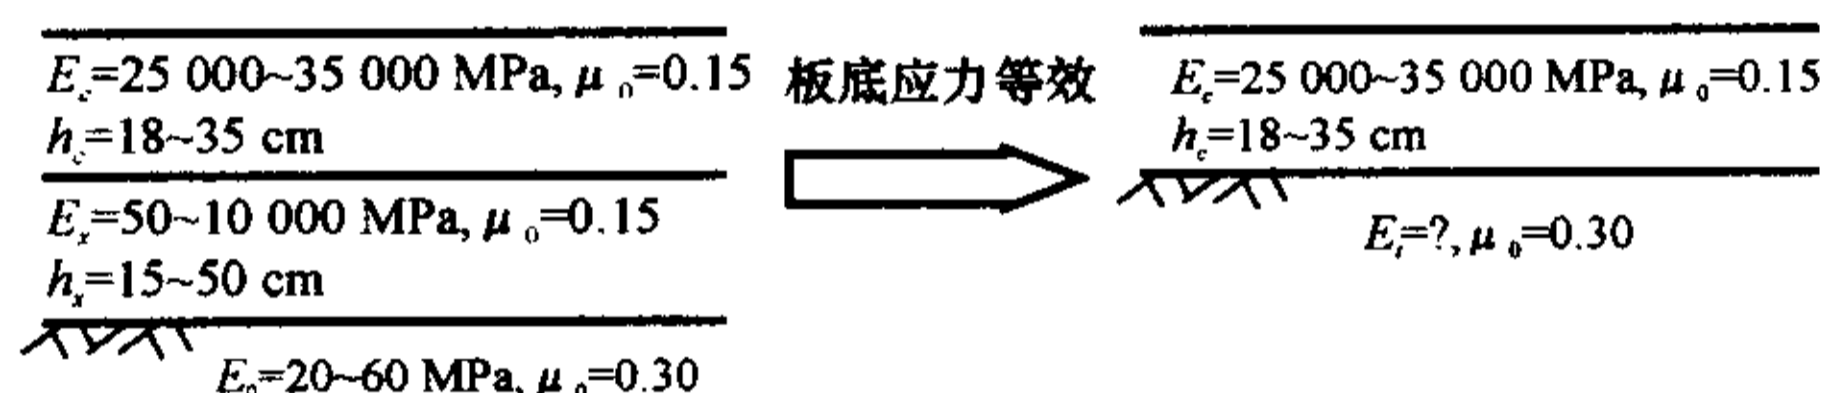 E_c=25 000~35 000 MPa, μ_0=0.15
h_c=18~35 cm
E_x=50~10 000 MPa, μ_0=0.15
h_x=15~50 cm
E_0=20~60 MPa, μ_0=0.30
板底应力等效
E_c=25 000~35 000 MPa, μ_0=0.15
h_c=18~35 cm
E_t=?, μ_0=0.30